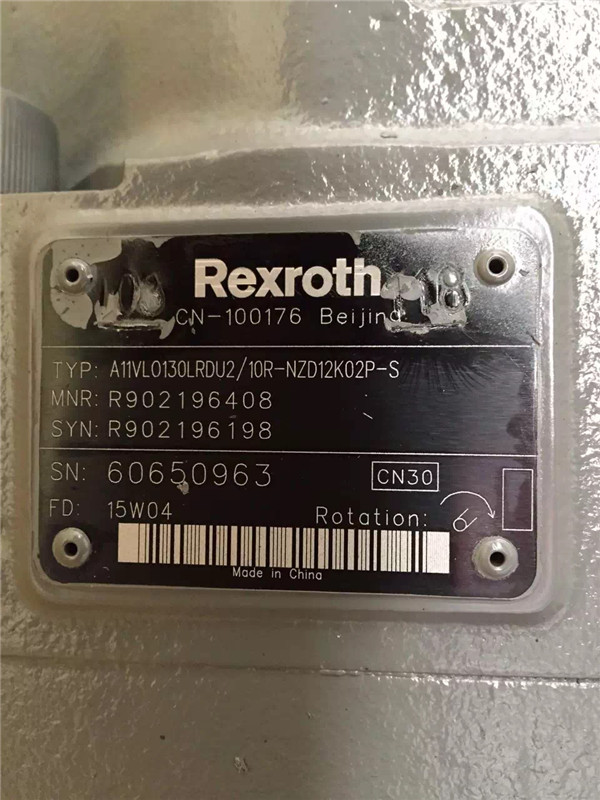 Rexroth
CN-100176 Beijing
TYP: A11VLO130LRDU2/10R-NZD12K02P-S
MNR: R902196408
SYN: R902196198
SN: 60650963
CN30
FD: 15W04
Rotation:
Made in China